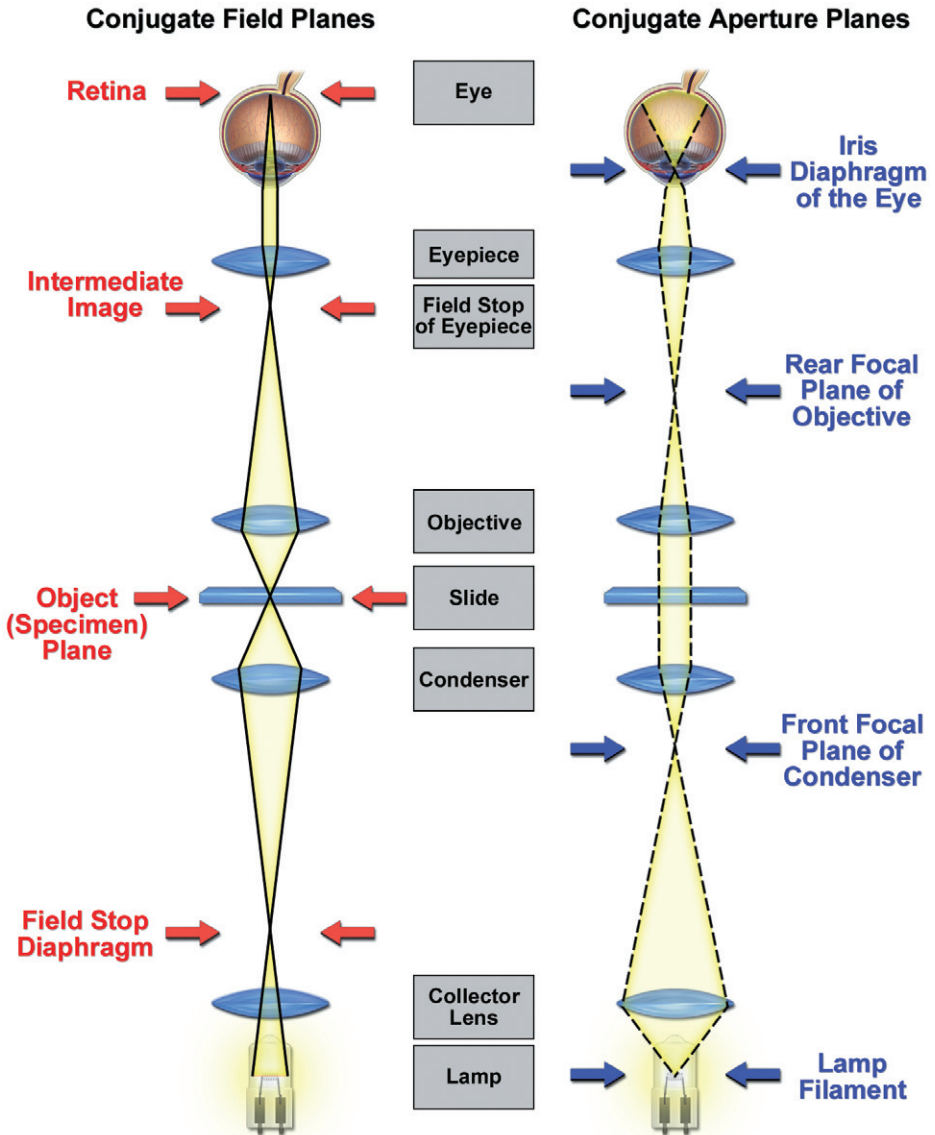 Conjugate Field Planes
Conjugate Aperture Planes
Retina
Eye
Iris
Diaphragm
of the Eye
Eyepiece
Intermediate
Image
Field Stop
of Eyepiece
Rear Focal
Plane of
Objective
Objective
Object
(Specimen)
Plane
Slide
Condenser
Front Focal
Plane of
Condenser
Field Stop
Diaphragm
Collector
Lens
Lamp
Lamp
Filament